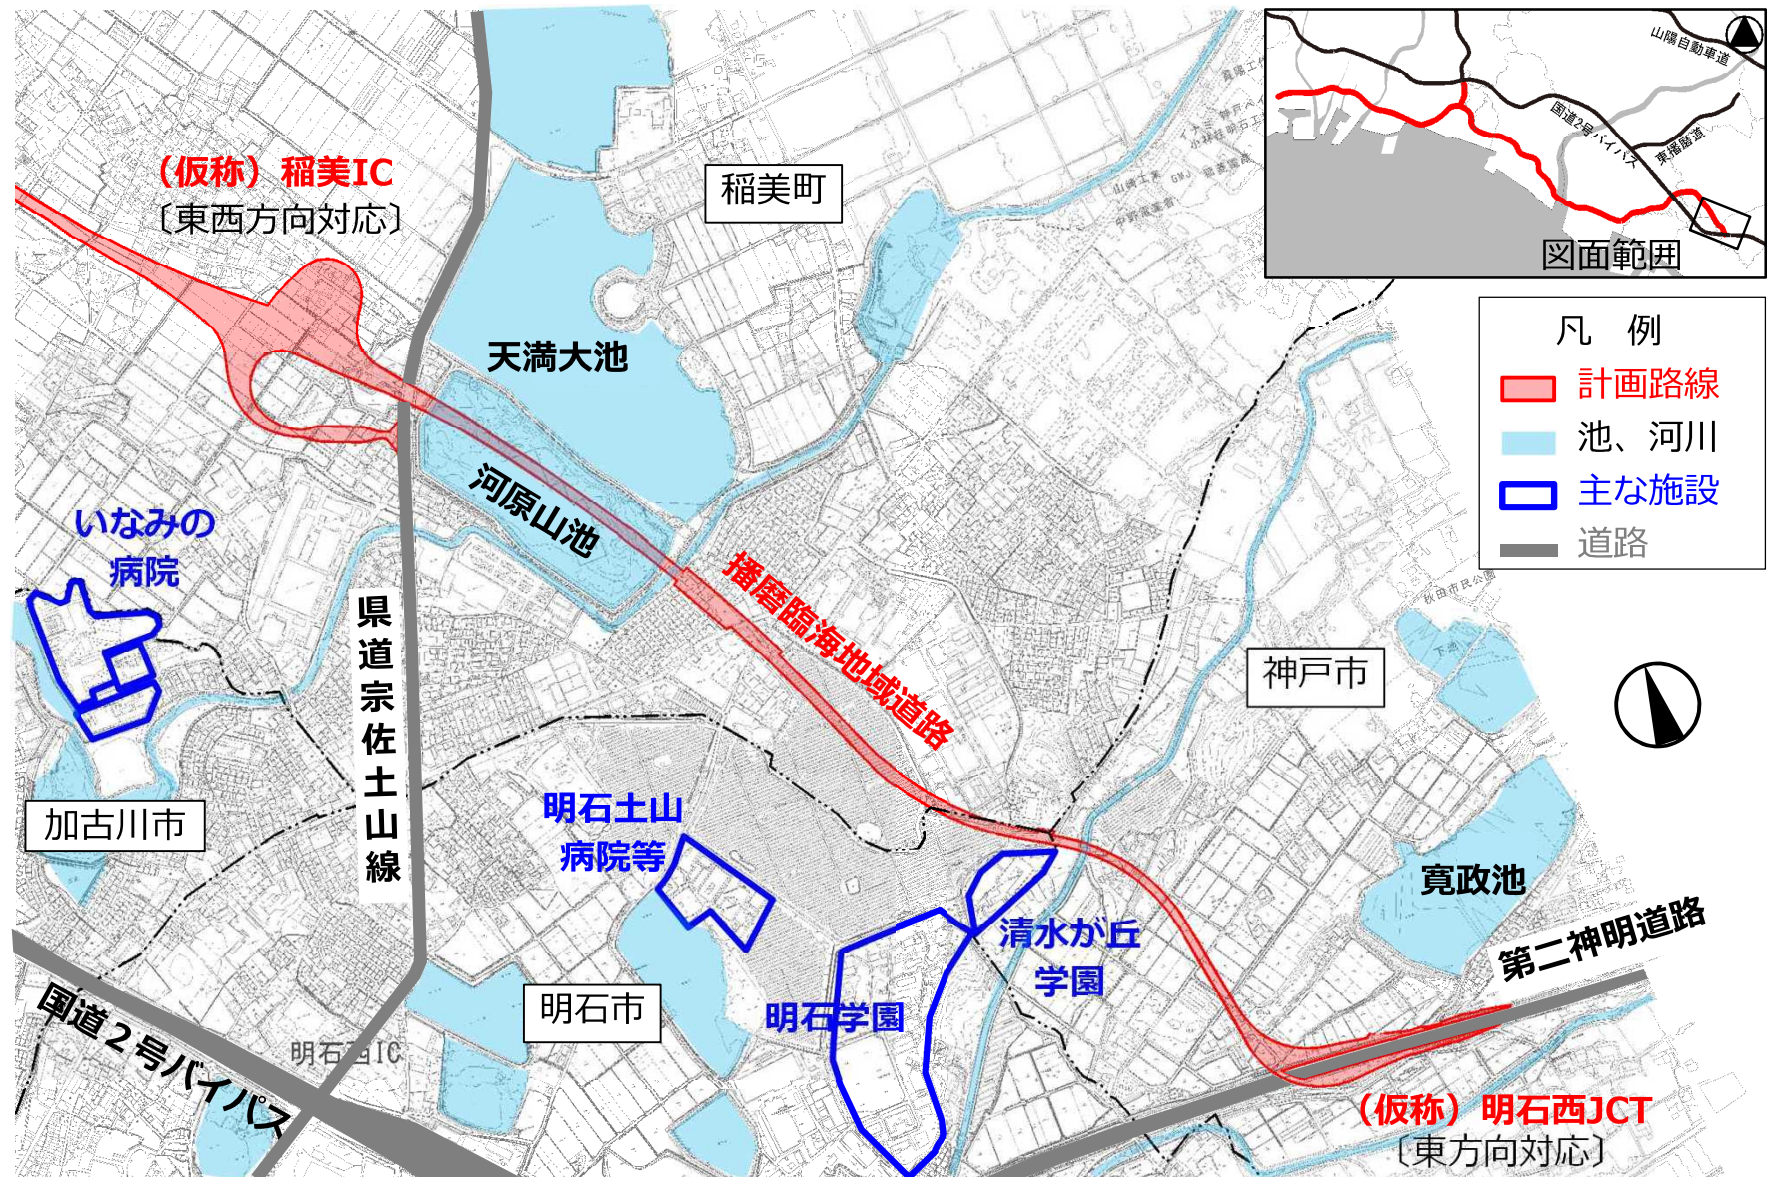 (仮称)稲美IC
〔東西方向対応〕
稲美町
天満大池
河原山池
いなみの
病院
県道宗佐土山線
播磨臨海地域道路
神戸市
加古川市
明石土山
病院等
清水が丘
学園
明石学園
明石市
寛政池
第二神明道路
国道2号バイパス
明石西IC
(仮称)明石西JCT
〔東方向対応〕
秋田市民公園
山陽自動車道
国道2号バイパス
東播磨道
図面範囲
凡 例
計画路線
池、河川
主な施設
道路